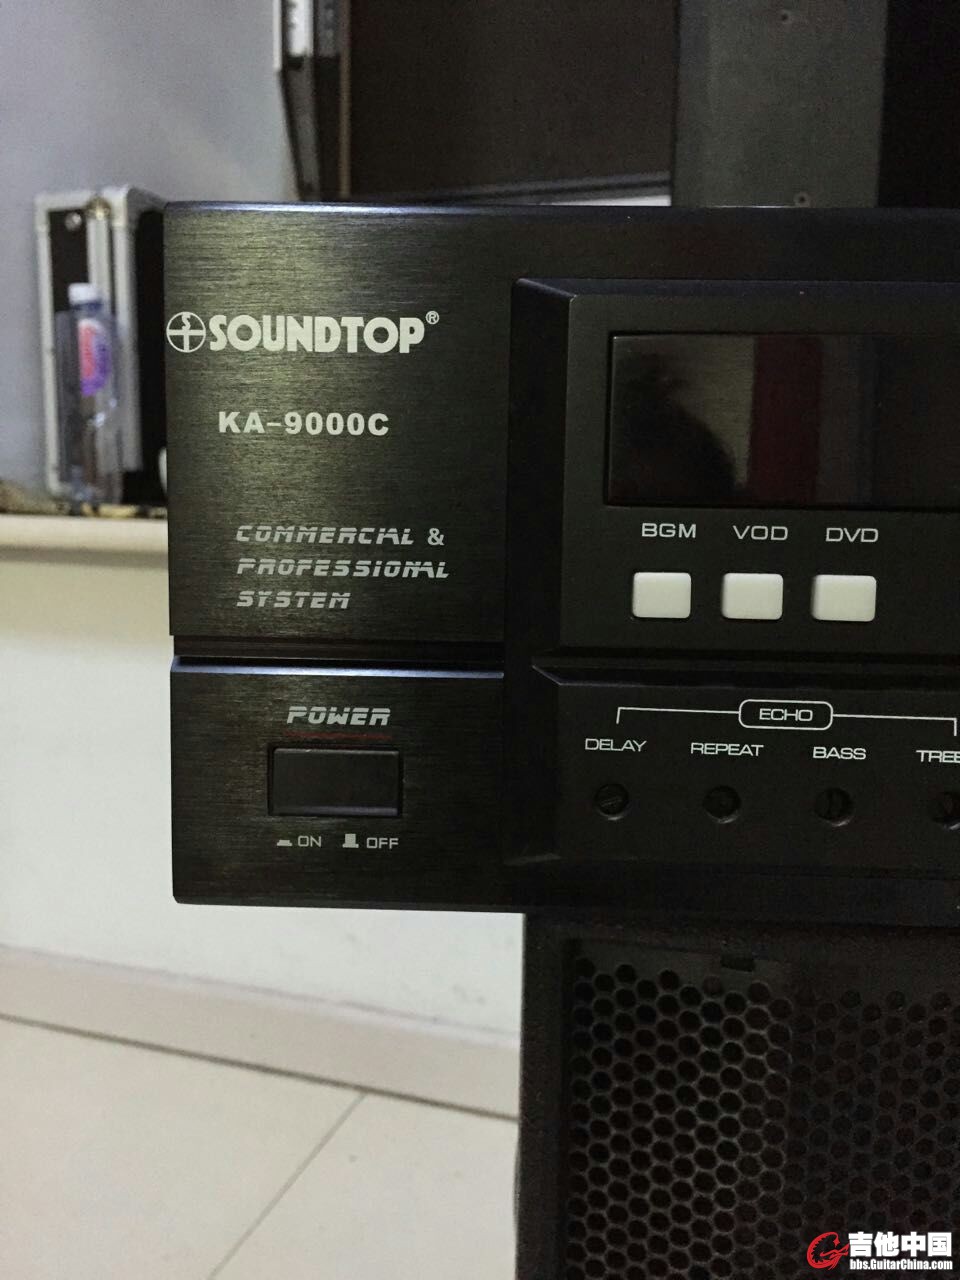 SOUNDTOP®
KA-9000C
COMMERCIAL &
PROFESSIONAL
SYSTEM
BGM VOD DVD
POWER
ON OFF
ECHO
DELAY REPEAT BASS TREB
吉他中国
bbs.GuitarChina.com